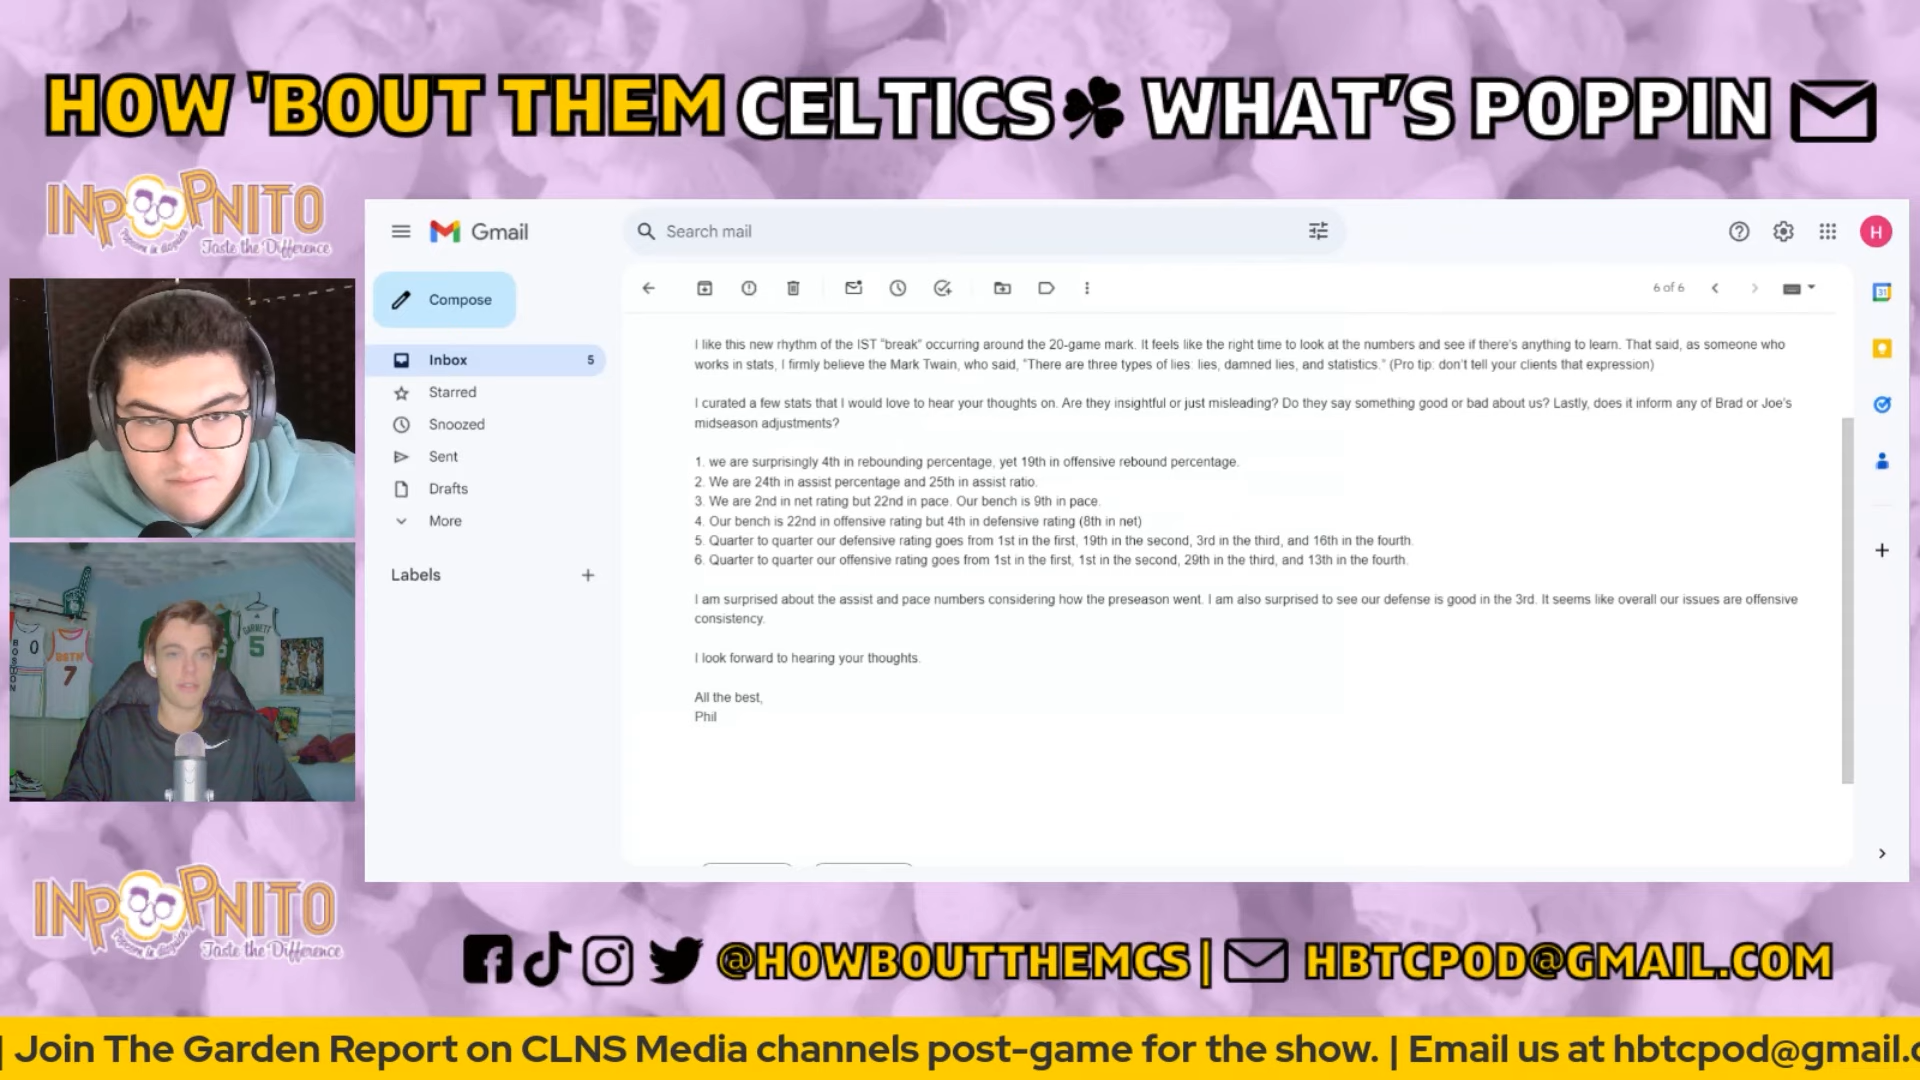 HOW 'BOUT THEM CELTICS WHAT'S POPPIN
INPOPNITO
Popcorn in disguise Taste the Difference
Gmail
Search mail
H
Compose
6 of 6
Inbox 5
Starred
Snoozed
Sent
Drafts
More
Labels
31
I like this new rhythm of the IST "break" occurring around the 20-game mark. It feels like the right time to look at the numbers and see if there's anything to learn. That said, as someone who
works in stats, I firmly believe the Mark Twain, who said, "There are three types of lies: lies, damned lies, and statistics." (Pro tip: don't tell your clients that expression)
I curated a few stats that I would love to hear your thoughts on. Are they insightful or just misleading? Do they say something good or bad about us? Lastly, does it inform any of Brad or Joe's
midseason adjustments?
1. we are surprisingly 4th in rebounding percentage, yet 19th in offensive rebound percentage.
2. We are 24th in assist percentage and 25th in assist ratio.
3. We are 2nd in net rating but 22nd in pace. Our bench is 9th in pace.
4. Our bench is 22nd in offensive rating but 4th in defensive rating (8th in net)
5. Quarter to quarter our defensive rating goes from 1st in the first, 19th in the second, 3rd in the third, and 16th in the fourth.
6. Quarter to quarter our offensive rating goes from 1st in the first, 1st in the second, 29th in the third, and 13th in the fourth.
I am surprised about the assist and pace numbers considering how the preseason went. I am also surprised to see our defense is good in the 3rd. It seems like overall our issues are offensive
consistency.
I look forward to hearing your thoughts.
All the best,
Phil
BOSTON
0
7
GARNETT
5
INPOPNITO
Popcorn in disguise Taste the Difference
@HOWBOUTTHEMCS | HBTCPOD@GMAIL.COM
| Join The Garden Report on CLNS Media channels post-game for the show. | Email us at hbtcpod@gmail.c